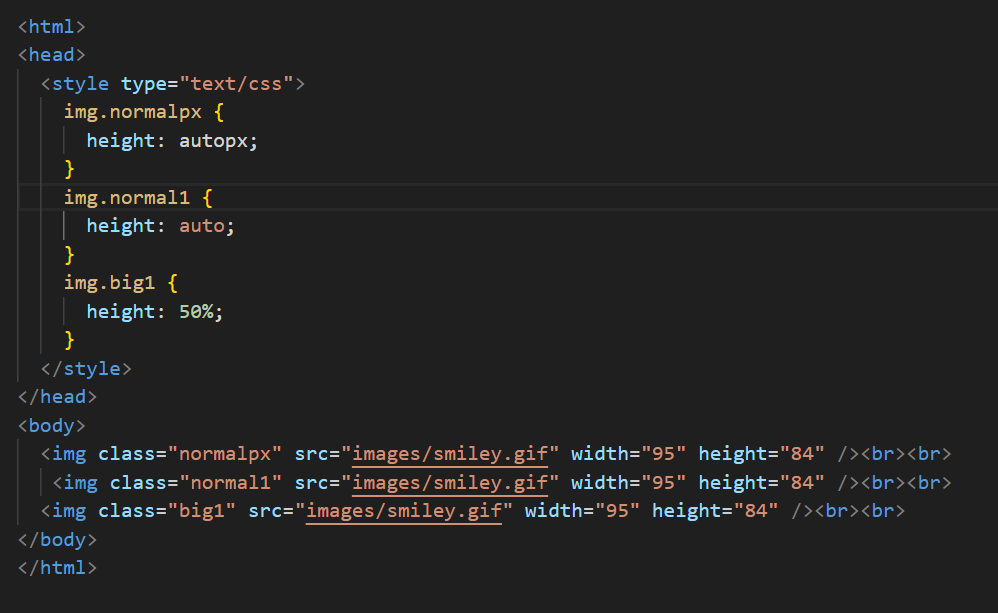 <html>
<head>
  <style type="text/css">
    img.normalpx {
      height: autopx;
    }
    img.normal1 {
      height: auto;
    }
    img.big1 {
      height: 50%;
    }
  </style>
</head>
<body>
  <img class="normalpx" src="images/smiley.gif" width="95" height="84" /><br><br>
   <img class="normal1" src="images/smiley.gif" width="95" height="84" /><br><br>
  <img class="big1" src="images/smiley.gif" width="95" height="84" /><br><br>
</body>
</html>